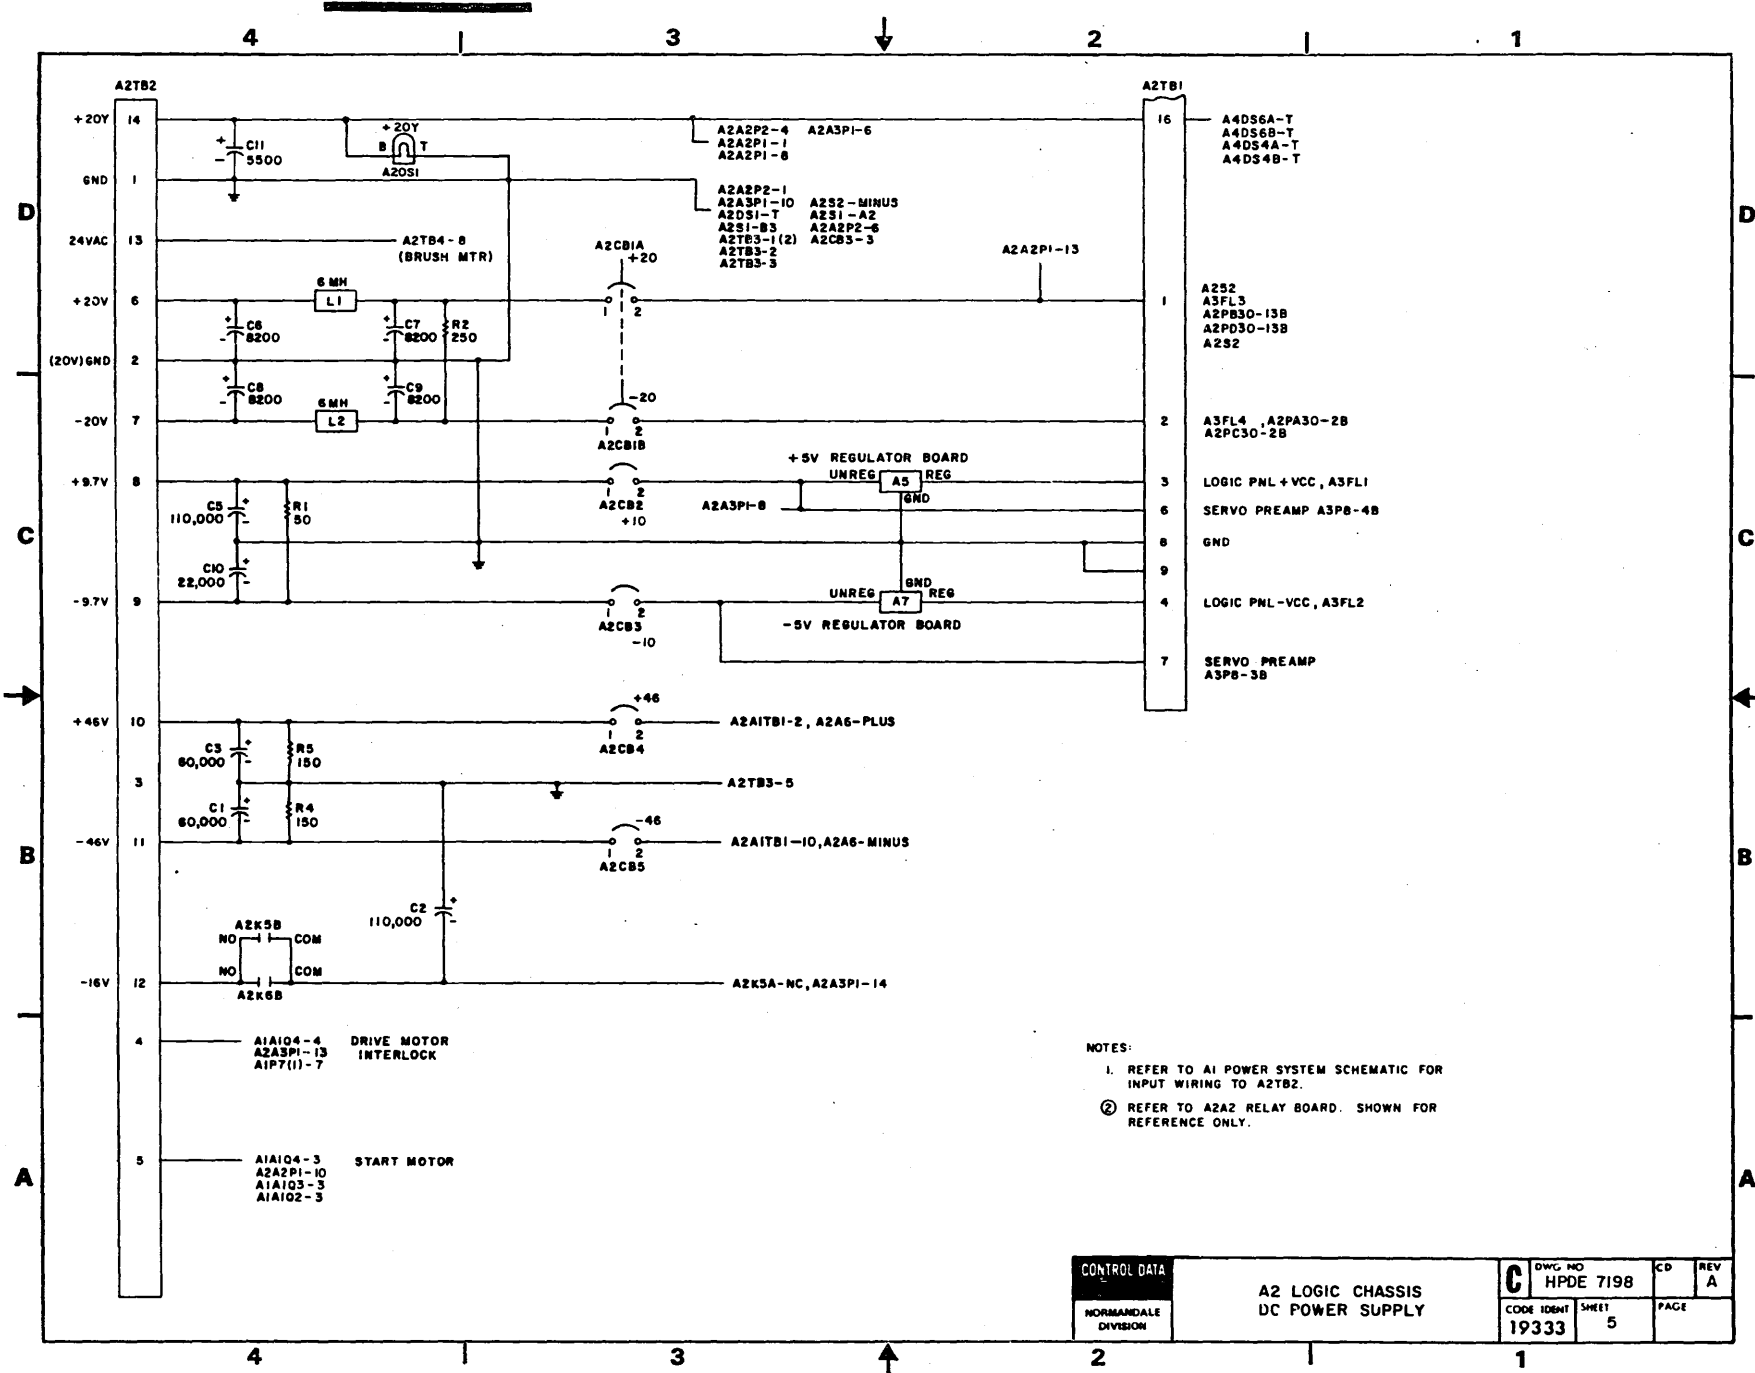 4 3 2 1
A2TB2
A2TB1
+20Y 14
+20Y
B T
A2DS1
+
-
C11
5500
A2A2P2-4 A2A3P1-6
A2A2P1-1
A2A2P1-8
16
A4DS6A-T
A4DS6B-T
A4DS4A-T
A4DS4B-T
GND 1
D
D
A2A2P2-1
A2A3P1-10 A2S2-MINUS
A2DS1-T A2S1-A2
A2S1-B3 A2A2P2-6
A2TB3-1(2) A2CB3-3
A2TB3-2
A2TB3-3
24VAC 13
A2TB4-8
(BRUSH MTR)
A2CB1A
+20
A2A2P1-13
6 MH
+20V 6
L1
1 2
1
A2S2
A3FL3
A2PB30-13B
A2PD30-13B
A2S2
+ C6
- 8200
+ C7
- 8200
R2
250
(20V)GND 2
+ C8
- 8200
+ C9
- 8200
6 MH
-20V 7
L2
-20
1 2
A2CB1B
2
A3FL4 ,A2PA30-2B
A2PC30-2B
+5V REGULATOR BOARD
UNREG A5 REG
GND
+9.7V 8
1 2
A2CB2
+10
3
LOGIC PNL+VCC, A3FL1
C5 +
110,000 -
R1
50
A2A3P1-8
6
SERVO PREAMP A3P8-4B
C
C
8
GND
9
C10 +
22,000 -
GND
UNREG A7 REG
-5V REGULATOR BOARD
-9.7V 9
1 2
A2CB3
-10
4
LOGIC PNL-VCC, A3FL2
7
SERVO PREAMP
A3P8-3B
+46V 10
+46
1 2
A2CB4
A2A1TB1-2, A2A6-PLUS
C3 +
60,000 -
R5
150
3
A2TB3-5
C1 +
60,000 -
R4
150
-46V 11
-46
1 2
A2CB5
A2A1TB1-10,A2A6-MINUS
B
B
C2 +
110,000 -
A2K5B
NO COM
NO COM
A2K6B
-16V 12
A2K5A-NC,A2A3P1-14
4
A1A1Q4-4 DRIVE MOTOR
A2A3P1-13 INTERLOCK
A1P7(1)-7
NOTES:
1. REFER TO A1 POWER SYSTEM SCHEMATIC FOR
INPUT WIRING TO A2TB2.
② REFER TO A2A2 RELAY BOARD. SHOWN FOR
REFERENCE ONLY.
5
A1A1Q4-3 START MOTOR
A2A2P1-10
A1A1Q3-3
A1A1Q2-3
A
A
CONTROL DATA
NORMANDALE
DIVISION
A2 LOGIC CHASSIS
DC POWER SUPPLY
C
DWG NO
HPDE 7198
CD
REV
A
CODE IDENT
19333
SHEET
5
PAGE
4 3 2 1